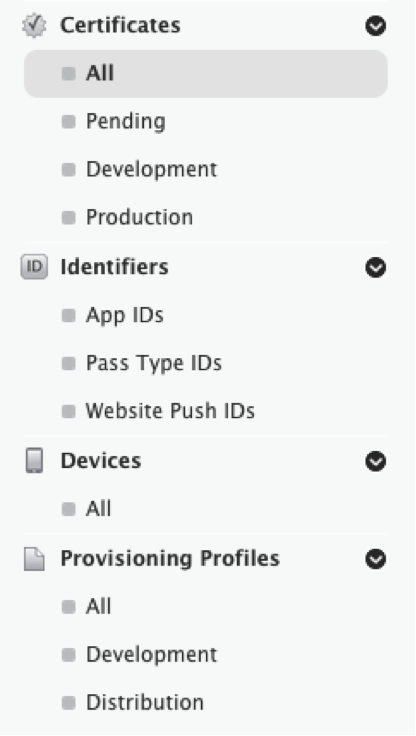 Certificates
All
Pending
Development
Production
ID Identifiers
App IDs
Pass Type IDs
Website Push IDs
Devices
All
Provisioning Profiles
All
Development
Distribution